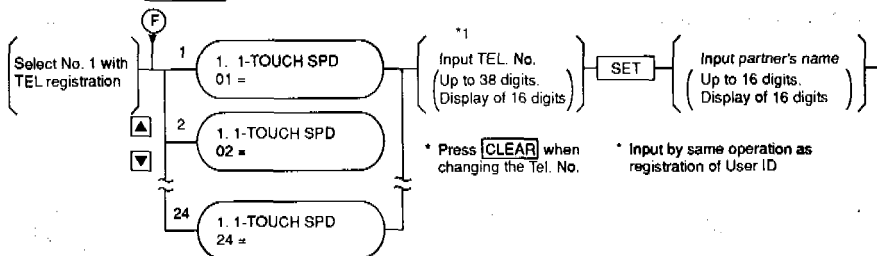 F
Select No. 1 with
TEL registration
▲
▼
1
1. 1-TOUCH SPD
01 =
2
1. 1-TOUCH SPD
02 =
24
1. 1-TOUCH SPD
24 =
*1
Input TEL. No.
(Up to 38 digits.
Display of 16 digits)
* Press CLEAR when
changing the Tel. No.
SET
Input partner's name
(Up to 16 digits.
Display of 16 digits)
* Input by same operation as
registration of User ID